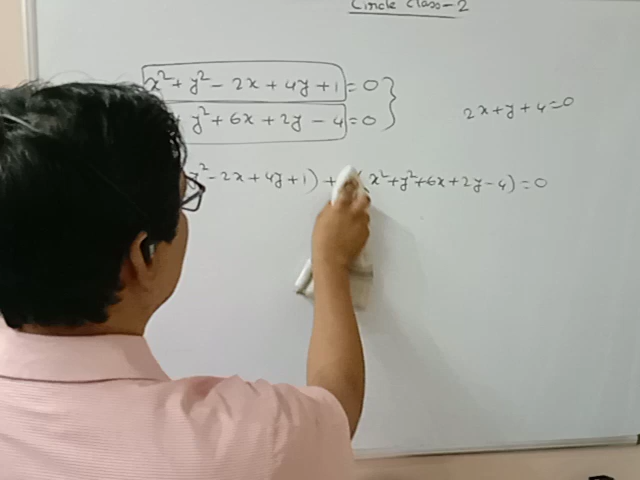 Circle class-2
x² + y² - 2x + 4y + 1 = 0
y² + 6x + 2y - 4 = 0
2x + y + 4 = 0
y² - 2x + 4y + 1) + (x² + y² + 6x + 2y - 4) = 0